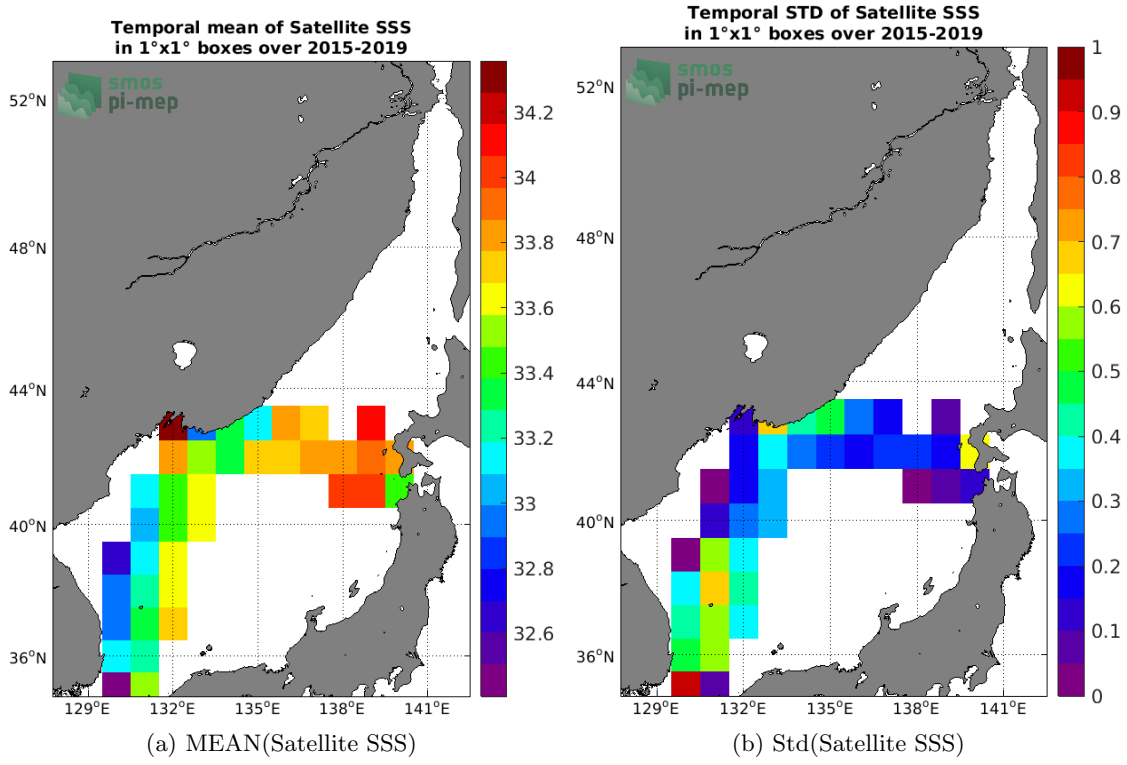 Temporal mean of Satellite SSS
in 1°x1° boxes over 2015-2019
smos
pi-mep
52°N
48°N
44°N
40°N
36°N
129°E 132°E 135°E 138°E 141°E
34.2
34
33.8
33.6
33.4
33.2
33
32.8
32.6
(a) MEAN(Satellite SSS)
Temporal STD of Satellite SSS
in 1°x1° boxes over 2015-2019
smos
pi-mep
52°N
48°N
44°N
40°N
36°N
129°E 132°E 135°E 138°E 141°E
1
0.9
0.8
0.7
0.6
0.5
0.4
0.3
0.2
0.1
0
(b) Std(Satellite SSS)